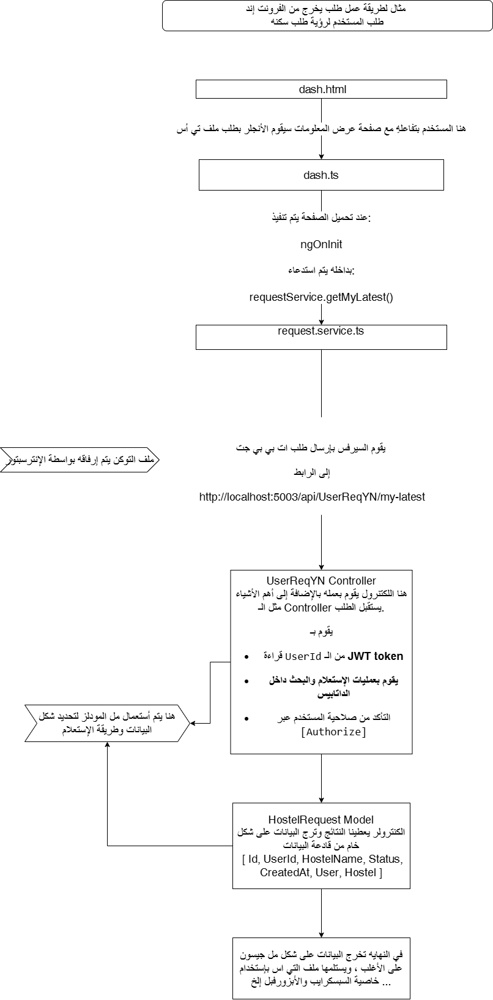 مثال لطريقة عمل طلب يخرج من الفرونت إند
طلب المستخدم لرؤية طلب سكنه
dash.html
هنا المستخدم بتفاعلهِ مع صفحة عرض المعلومات سيقوم الأنجلر بطلب ملف تي أس
dash.ts
عند تحميل الصفحة يتم تنفيذ:
ngOnInit
بداخله يتم استدعاء:
requestService.getMyLatest()
request.service.ts
يقوم السيرفس بإرسال طلب ات بي بي جت
ملف التوكن يتم إرفاقه بواسطة الإنترسبتور
إلى الرابط
http://localhost:5003/api/UserReqYN/my-latest
UserReqYN Controller
هنا اللكتنرول يقوم بعمله بالإضافة إلى أهم الأشياء
مثل الـ Controller يستقبل الطلب.
يقوم بـ
• قراءة UserId من الـ JWT token
• يقوم بعمليات الإستعلام والبحث داخل
الداتابيس
• التأكد من صلاحية المستخدم عبر
[Authorize]
هنا يتم أستعمال مل المودلز لتحديد شكل
البيانات وطريقة الإستعلام
HostelRequest Model
الكنترولر يعطينا النتائج وترج البيانات على شكل
خام من قادعة البيانات
[ Id, UserId, HostelName, Status,
CreatedAt, User, Hostel ]
في النهايه تخرج البيانات على شكل مل جيسون
على الأغلب ، ويستلمها ملف التي اس بإستخدام
خاصية السبسكرايب والأبزورفبل إلخ ...